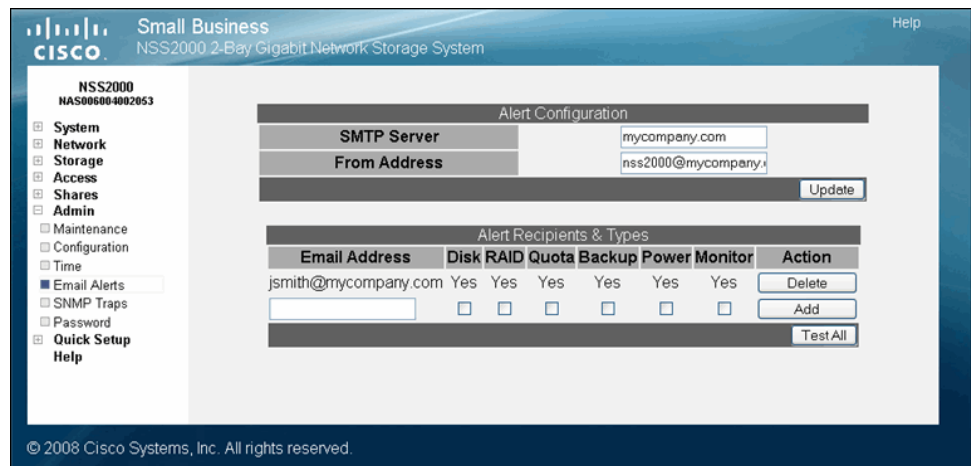 Small Business
Help
CISCO
NSS2000 2-Bay Gigabit Network Storage System
NSS2000
NAS006004002053
System
Network
Storage
Access
Shares
Admin
Maintenance
Configuration
Time
Email Alerts
SNMP Traps
Password
Quick Setup
Help
Alert Configuration
SMTP Server mycompany.com
From Address nss2000@mycompany.
Update
Alert Recipients & Types
Email Address Disk RAID Quota Backup Power Monitor Action
jsmith@mycompany.com Yes Yes Yes Yes Yes Yes Delete
Add
Test All
© 2008 Cisco Systems, Inc. All rights reserved.